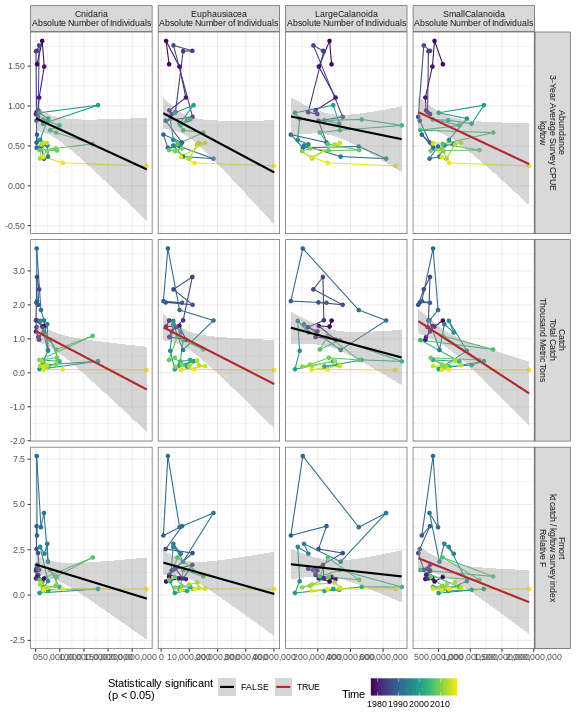 Cnidaria
Absolute Number of Individuals
Euphausiacea
Absolute Number of Individuals
LargeCalanoida
Absolute Number of Individuals
SmallCalanoida
Absolute Number of Individuals
1.50
1.00
0.50
0.00
-0.50
Abundance
3-Year Average Survey CPUE
kg/tow
3.0
2.0
1.0
0.0
-1.0
-2.0
Catch
Total Catch
Thousand Metric Tons
7.5
5.0
2.5
0.0
-2.5
Fmort
kt catch / kg/tow survey index
Relative F
0
0
Statistically significant
(p < 0.05)
FALSE
TRUE
Time
1980 1990 2000 2010